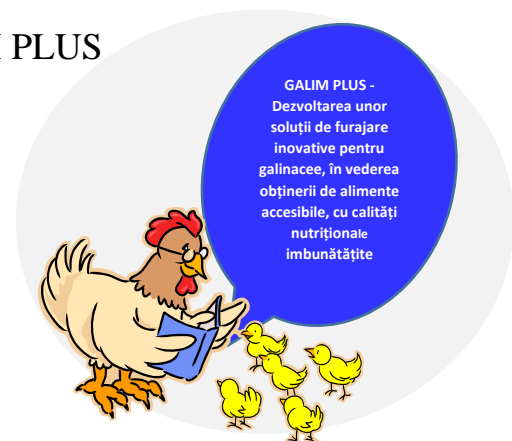 PLUS
GALIM PLUS -
Dezvoltarea unor
soluții de furajare
inovative pentru
galinacee, în vederea
obținerii de alimente
accesibile, cu calități
nutriționale
imbunătățite